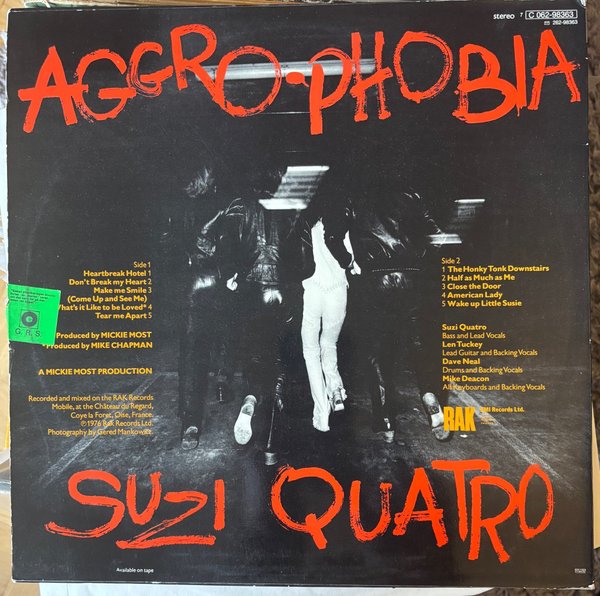 stereo 7 C 062-98363
262-98363
AGGRO-PHOBIA
Side 1
Heartbreak Hotel 1
Don't Break my Heart 2
Make me Smile 3
(Come Up and See Me)
What's it Like to be Loved* 4
Tear me Apart 5
Produced by MICKIE MOST
*Produced by MIKE CHAPMAN
A MICKIE MOST PRODUCTION
Recorded and mixed on the RAK Records
Mobile, at the Château du Regard,
Coye la Foret, Oise, France.
℗1976 RAK Records Ltd.
Photography by Gered Mankowitz.
G. R. S.
Side 2
1 The Honky Tonk Downstairs
2 Half as Much as Me
3 Close the Door
4 American Lady
5 Wake up Little Susie
Suzi Quatro
Bass and Lead Vocals
Len Tuckey
Lead Guitar and Backing Vocals
Dave Neal
Drums and Backing Vocals
Mike Deacon
All Keyboards and Backing Vocals
RAK EMI Records Ltd.
SUZI QUATRO
Available on tape